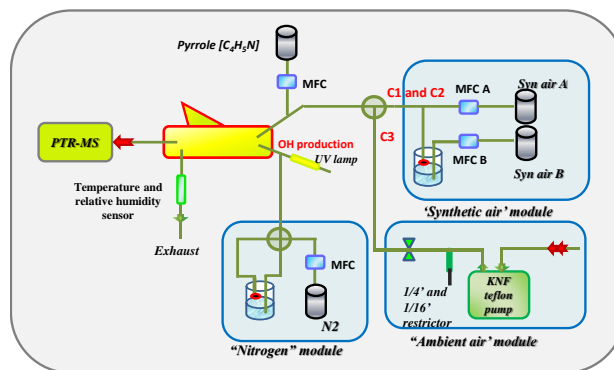 Pyrrole [C4H5N]
MFC
C1 and C2
MFC A
Syn air A
C3
OH production
UV lamp
PTR-MS
MFC B
Syn air B
Temperature and
relative humidity
sensor
'Synthetic air' module
Exhaust
MFC
N2
"Nitrogen" module
1/4' and
1/16'
restrictor
KNF
teflon
pump
"Ambient air' module